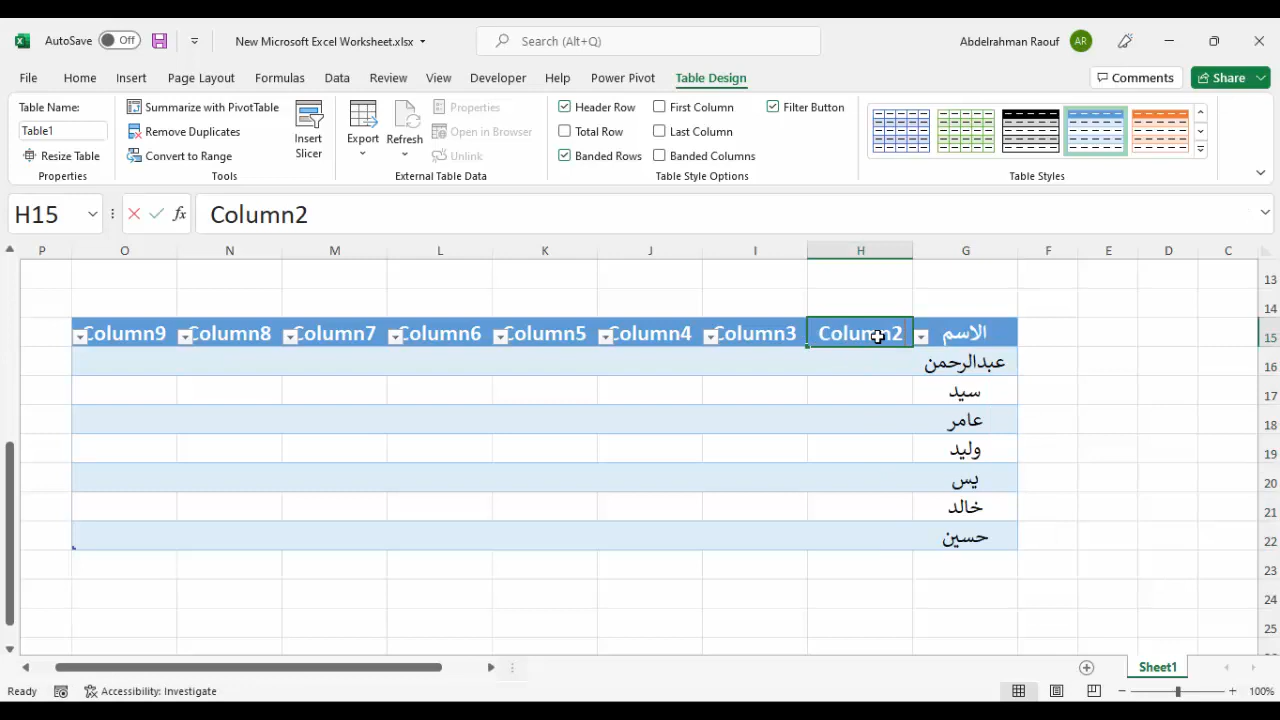 AutoSave Off New Microsoft Excel Worksheet.xlsx Search (Alt+Q) Abdelrahman Raouf AR
File Home Insert Page Layout Formulas Data Review View Developer Help Power Pivot Table Design Comments Share
Table Name:
Table1
Resize Table
Properties
Summarize with PivotTable
Remove Duplicates
Convert to Range
Insert
Slicer
Tools
Export
Refresh
Properties
Open in Browser
Unlink
External Table Data
Header Row
Total Row
Banded Rows
First Column
Last Column
Banded Columns
Filter Button
Table Style Options
Table Styles
H15 fx Column2
P O N M L K J I H G F E D C
13
14
Column9 Column8 Column7 Column6 Column5 Column4 Column3 Column2 الاسم 15
عبدالرحمن 16
سيد 17
عامر 18
وليد 19
يس 20
خالد 21
حسين 22
23
24
25
Sheet1
Ready Accessibility: Investigate 100%